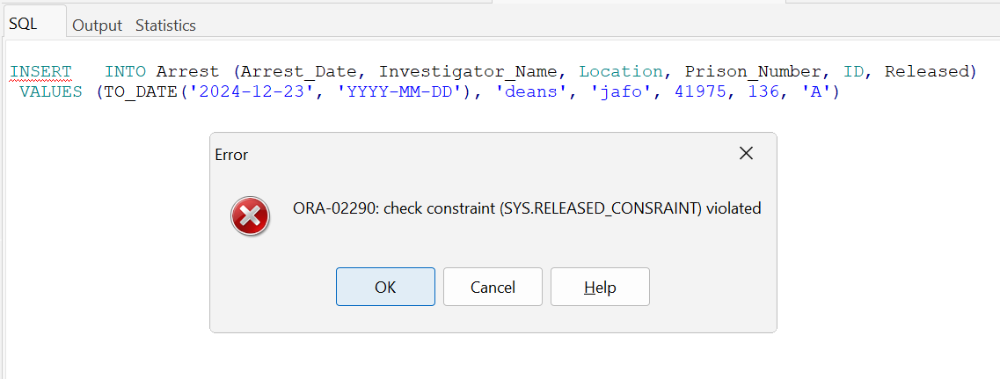 SQL Output Statistics
INSERT   INTO Arrest (Arrest_Date, Investigator_Name, Location, Prison_Number, ID, Released)
VALUES (TO_DATE('2024-12-23', 'YYYY-MM-DD'), 'deans', 'jafo', 41975, 136, 'A')
Error
ORA-02290: check constraint (SYS.RELEASED_CONSRAINT) violated
OK Cancel Help